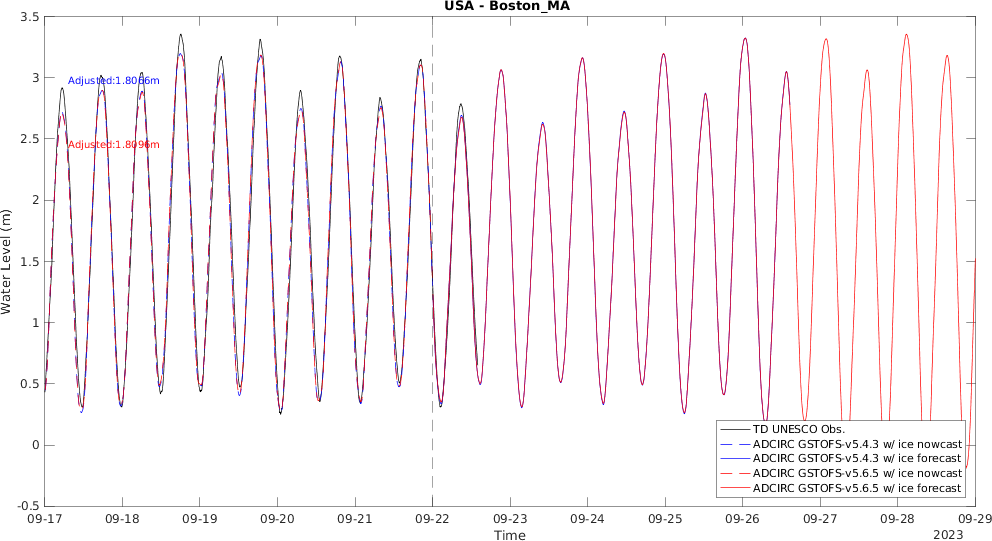 USA - Boston_MA
3.5
3
2.5
2
1.5
1
0.5
0
-0.5
Water Level (m)
Adjusted:1.8066m
Adjusted:1.8096m
TD UNESCO Obs.
ADCIRC GSTOFS-v5.4.3 w/ ice nowcast
ADCIRC GSTOFS-v5.4.3 w/ ice forecast
ADCIRC GSTOFS-v5.6.5 w/ ice nowcast
ADCIRC GSTOFS-v5.6.5 w/ ice forecast
09-17 09-18 09-19 09-20 09-21 09-22 09-23 09-24 09-25 09-26 09-27 09-28 09-29
Time
2023